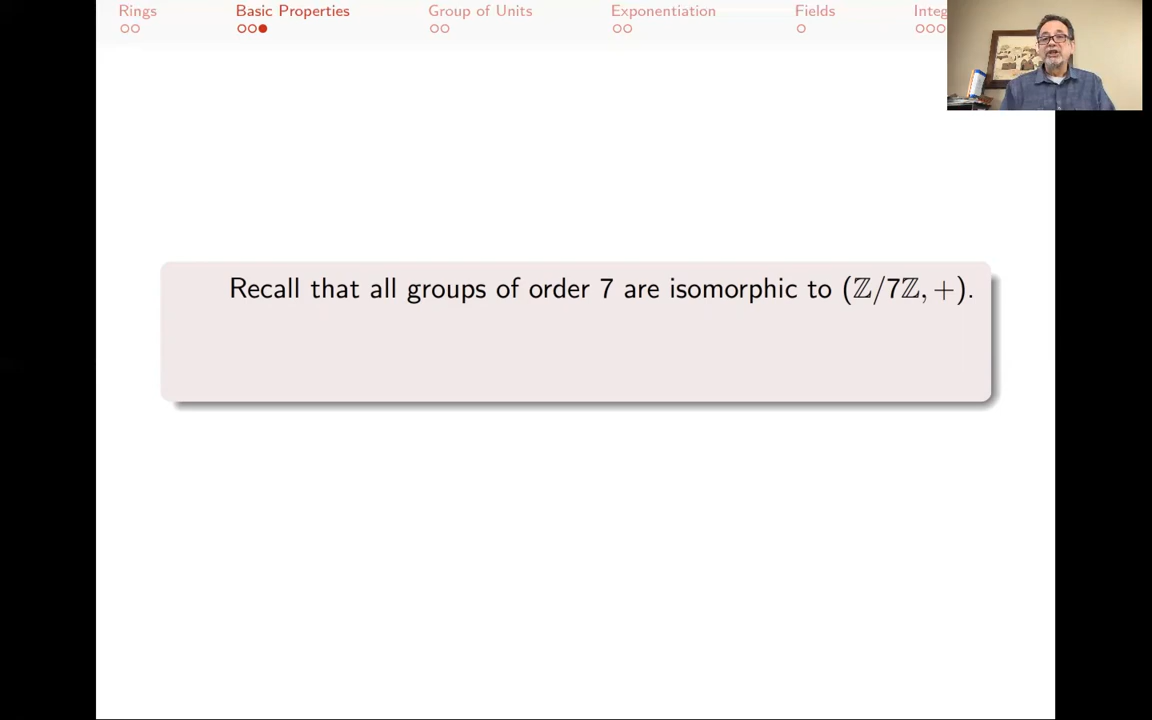 Rings
Basic Properties
Group of Units
Exponentiation
Fields
Integ
Recall that all groups of order 7 are isomorphic to (ℤ/7ℤ, +).